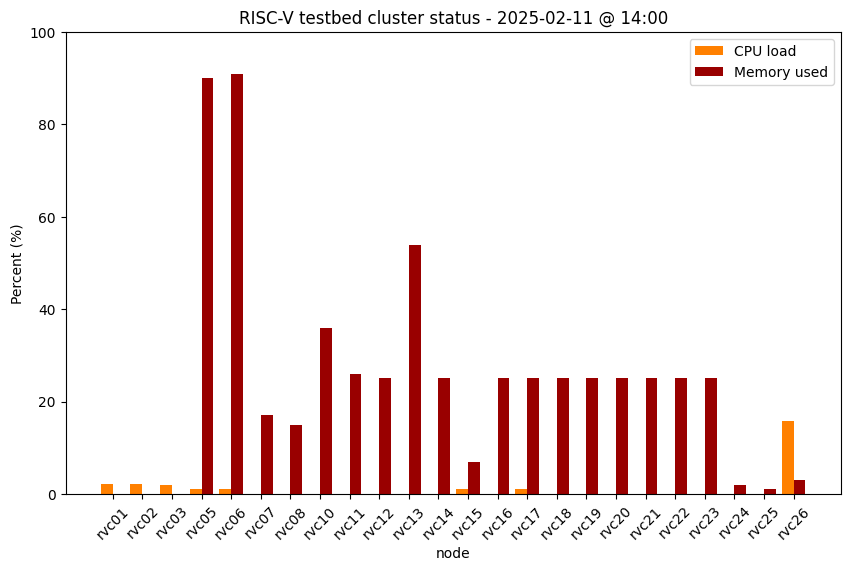 RISC-V testbed cluster status - 2025-02-11 @ 14:00
CPU load
Memory used
Percent (%)
100
80
60
40
20
0
rvc01 rvc02 rvc03 rvc05 rvc06 rvc07 rvc08 rvc10 rvc11 rvc12 rvc13 rvc14 rvc15 rvc16 rvc17 rvc18 rvc19 rvc20 rvc21 rvc22 rvc23 rvc24 rvc25 rvc26
node